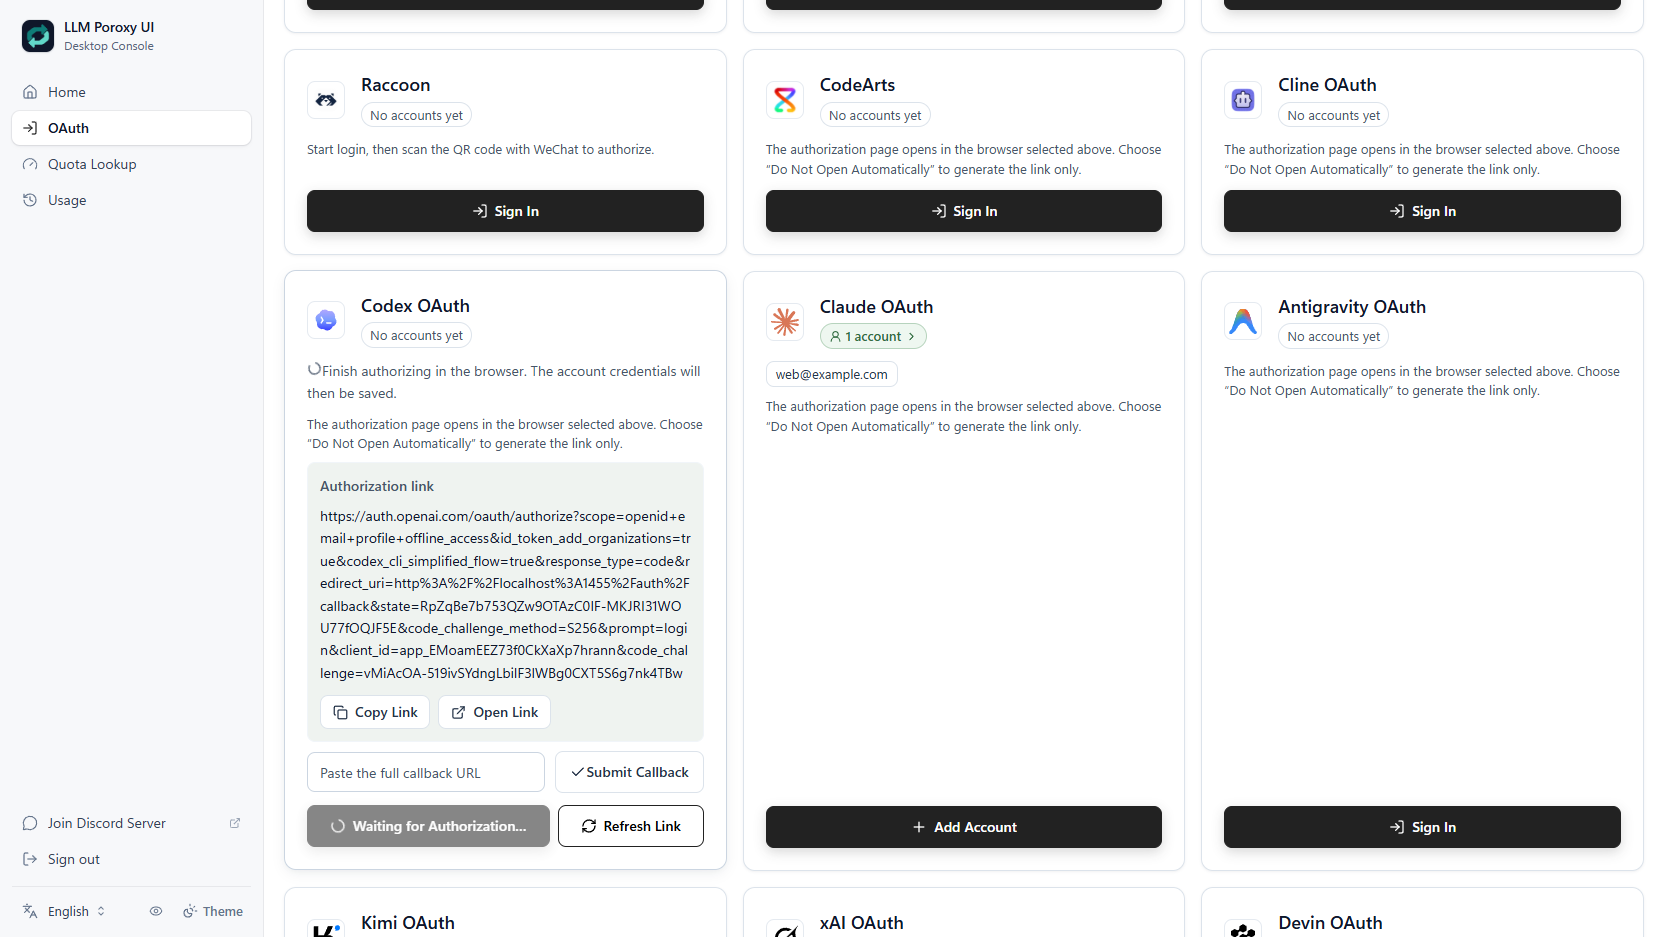 LLM Poroxy UI
Desktop Console
Home
OAuth
Quota Lookup
Usage
Join Discord Server
Sign out
English
Theme
Raccoon
No accounts yet
Start login, then scan the QR code with WeChat to authorize.
Sign In
CodeArts
No accounts yet
The authorization page opens in the browser selected above. Choose
“Do Not Open Automatically” to generate the link only.
Sign In
Cline OAuth
No accounts yet
The authorization page opens in the browser selected above. Choose
“Do Not Open Automatically” to generate the link only.
Sign In
Codex OAuth
No accounts yet
Finish authorizing in the browser. The account credentials will
then be saved.
The authorization page opens in the browser selected above. Choose
“Do Not Open Automatically” to generate the link only.
Authorization link
https://auth.openai.com/oauth/authorize?scope=openid+e
mail+profile+offline_access&id_token_add_organizations=tr
ue&codex_cli_simplified_flow=true&response_type=code&r
edirect_uri=http%3A%2F%2Flocalhost%3A1455%2Fauth%2F
callback&state=RpZqBe7b753QZw9OTAzC0IF-MKJRI31WO
U77fOQJF5E&code_challenge_method=S256&prompt=logi
n&client_id=app_EMoamEEZ73f0CkXaXp7hrann&code_chal
lenge=vMiAcOA-519ivSYdngLbiIF3lWBg0CXT5S6g7nk4TBw
Copy Link
Open Link
Paste the full callback URL
Submit Callback
Waiting for Authorization...
Refresh Link
Claude OAuth
1 account
web@example.com
The authorization page opens in the browser selected above. Choose
“Do Not Open Automatically” to generate the link only.
Add Account
Antigravity OAuth
No accounts yet
The authorization page opens in the browser selected above. Choose
“Do Not Open Automatically” to generate the link only.
Sign In
Kimi OAuth
xAI OAuth
Devin OAuth